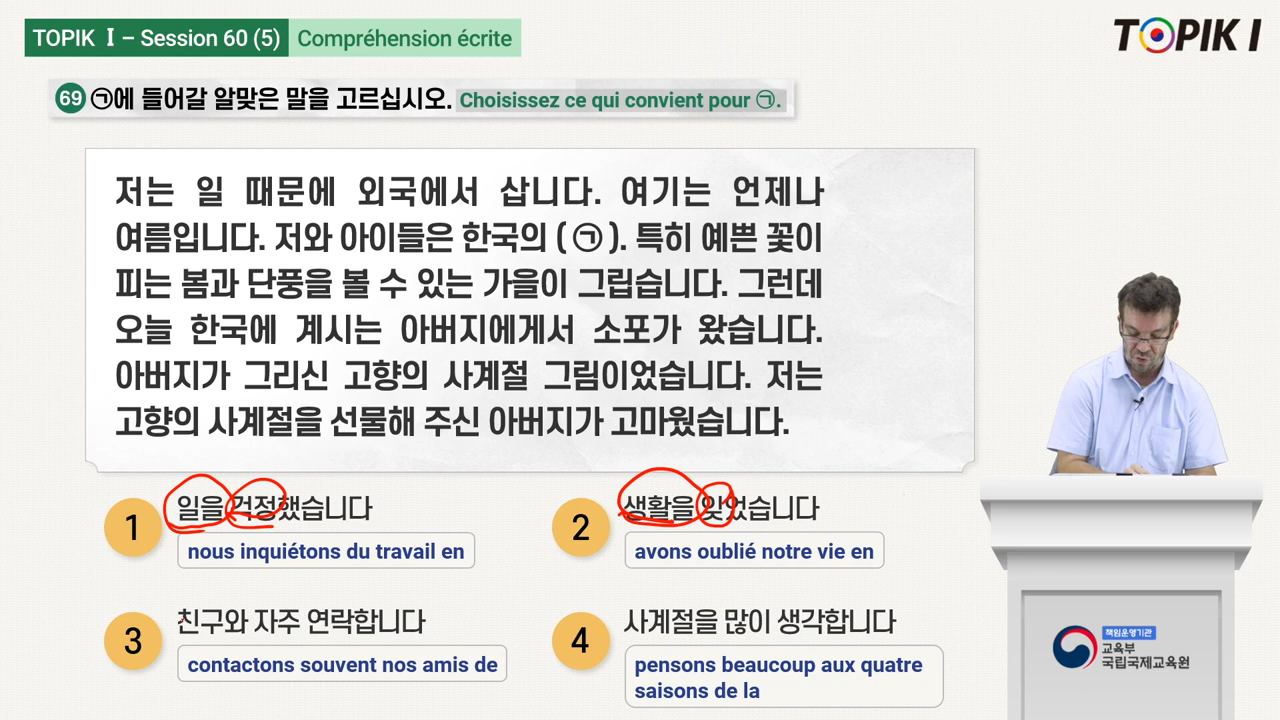 TOPIK Ⅰ – Session 60 (5) Compréhension écrite
TOPIK I
69 ㉠에 들어갈 알맞은 말을 고르십시오. Choisissez ce qui convient pour ㉠.
저는 일 때문에 외국에서 삽니다. 여기는 언제나
여름입니다. 저와 아이들은 한국의 ( ㉠ ). 특히 예쁜 꽃이
피는 봄과 단풍을 볼 수 있는 가을이 그립습니다. 그런데
오늘 한국에 계시는 아버지에게서 소포가 왔습니다.
아버지가 그리신 고향의 사계절 그림이었습니다. 저는
고향의 사계절을 선물해 주신 아버지가 고마웠습니다.
1 일을 걱정했습니다
nous inquiétons du travail en
2 생활을 잊었습니다
avons oublié notre vie en
3 친구와 자주 연락합니다
contactons souvent nos amis de
4 사계절을 많이 생각합니다
pensons beaucoup aux quatre
saisons de la
책임운영기관
교육부
국립국제교육원